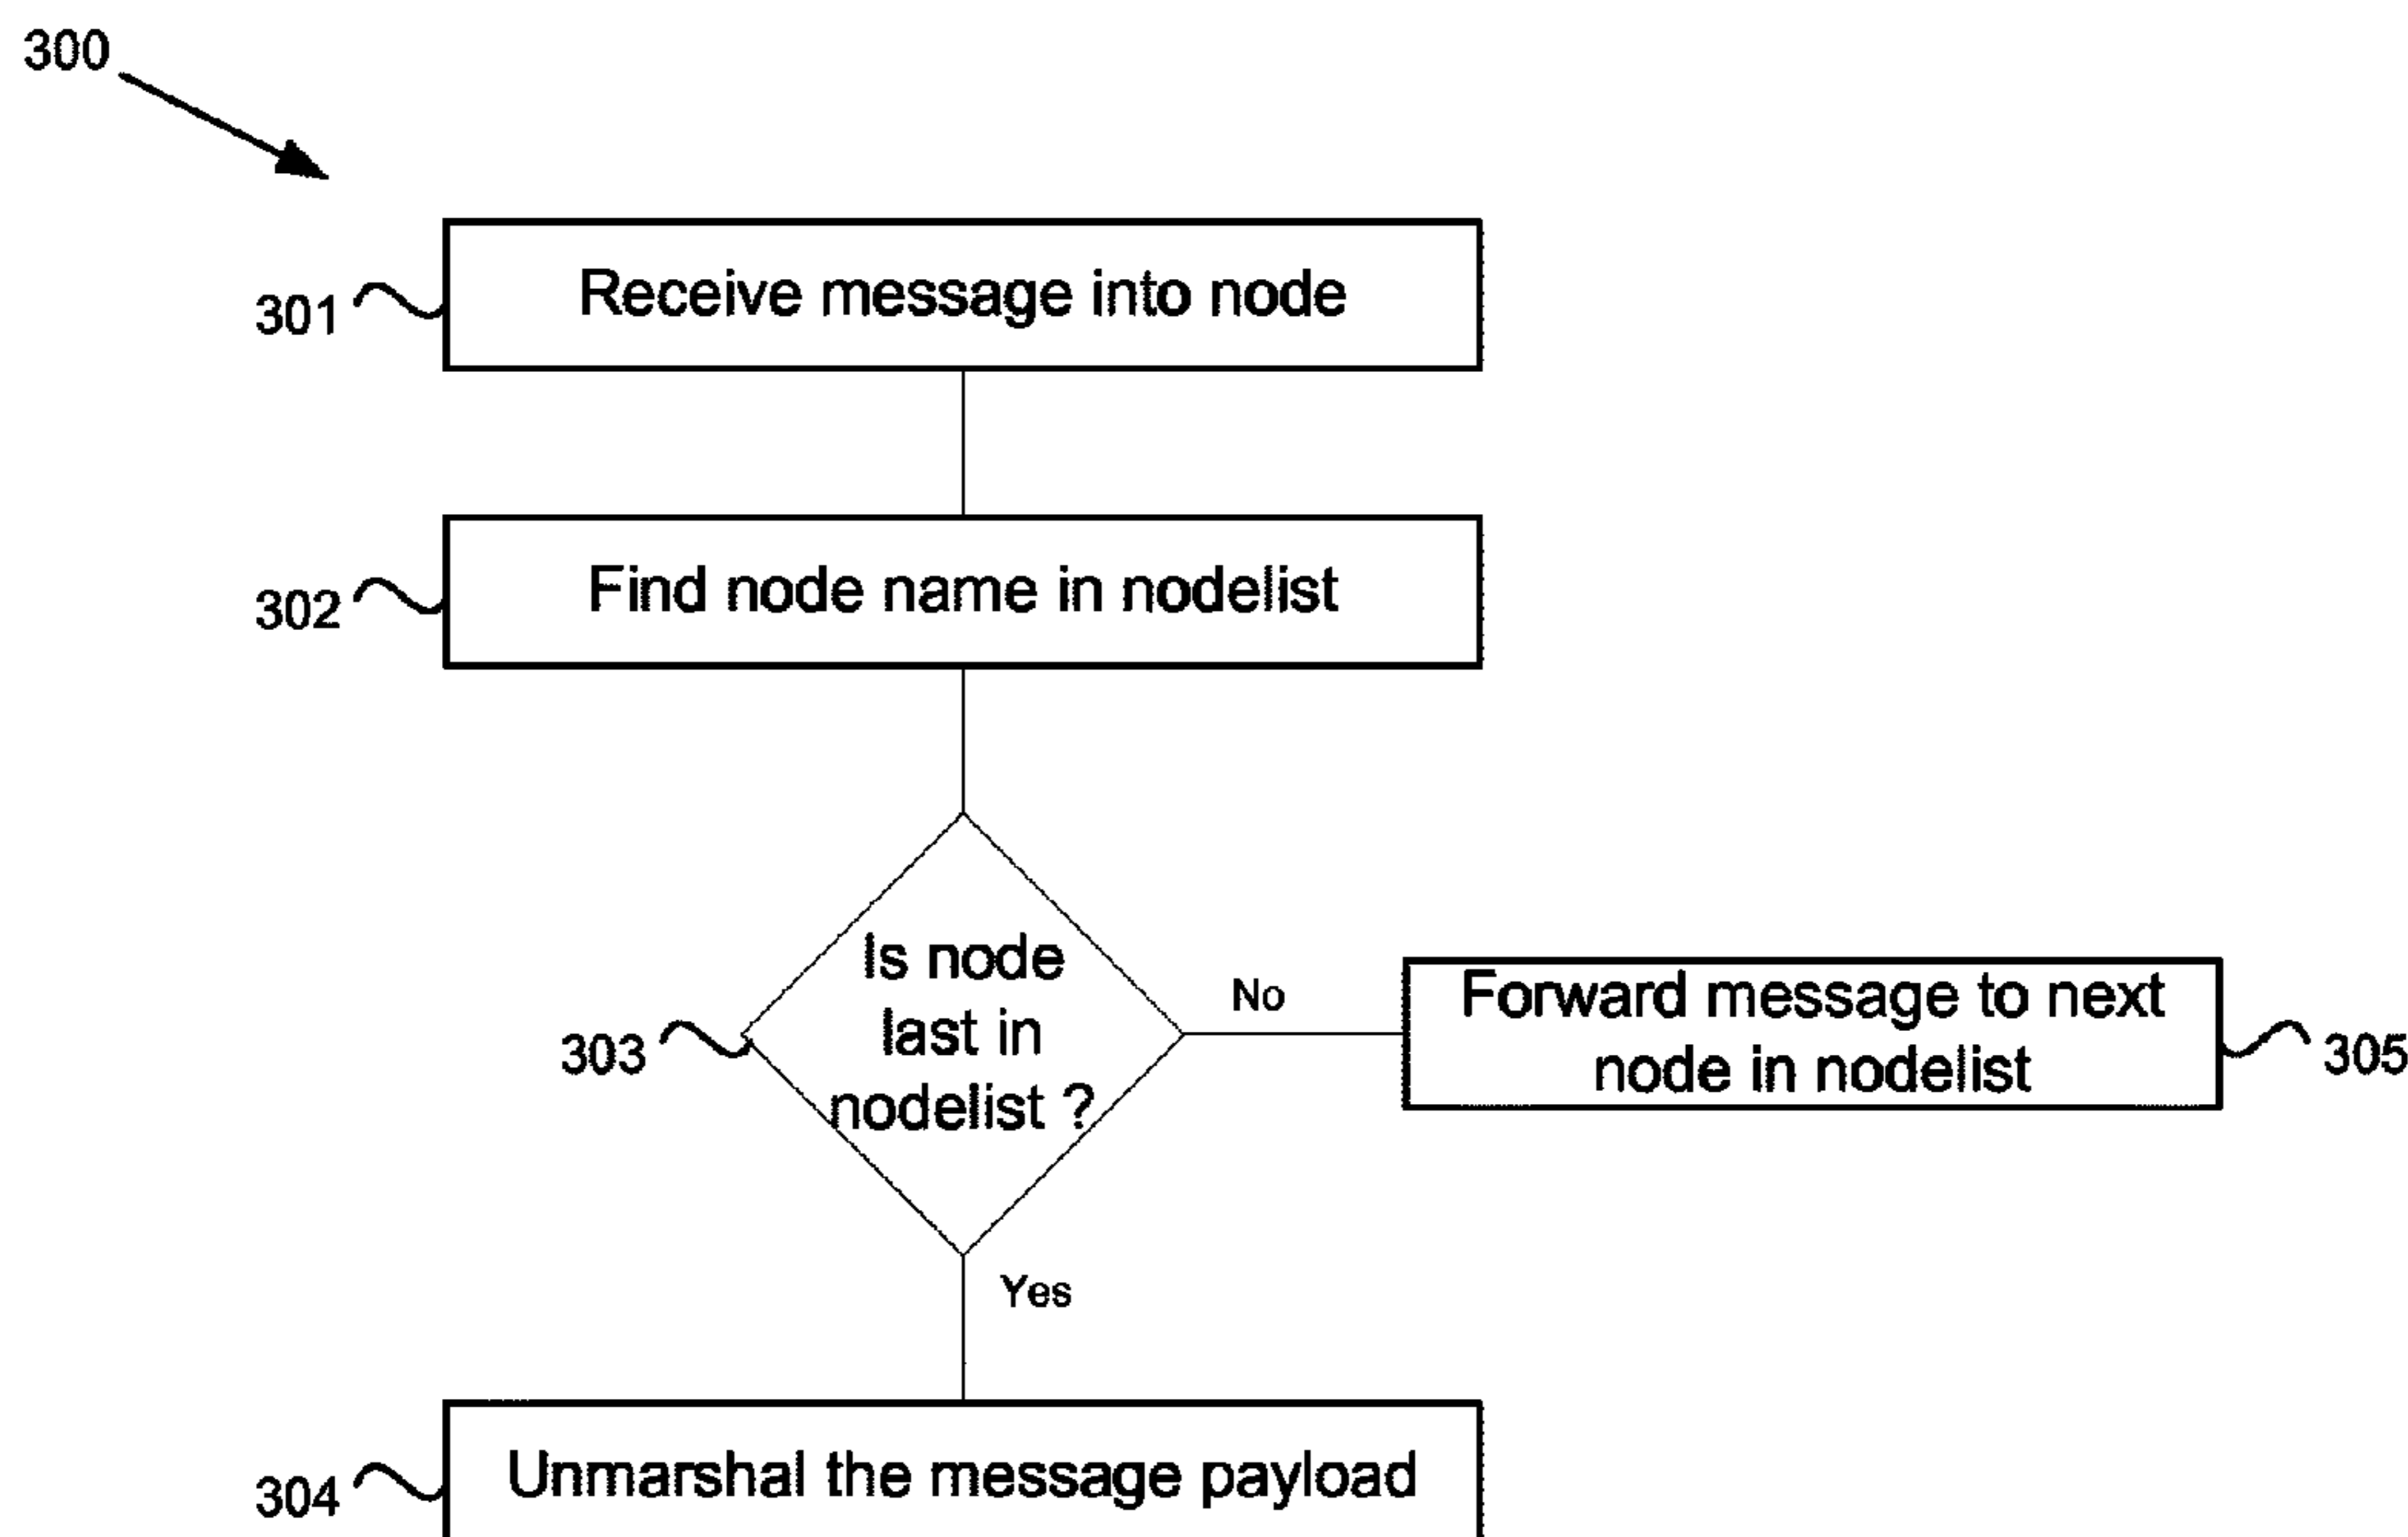 300
301
Receive message into node
302
Find node name in nodelist
303
Is node
last in
nodelist ?
No
Forward message to next
node in nodelist
305
Yes
304
Unmarshal the message payload